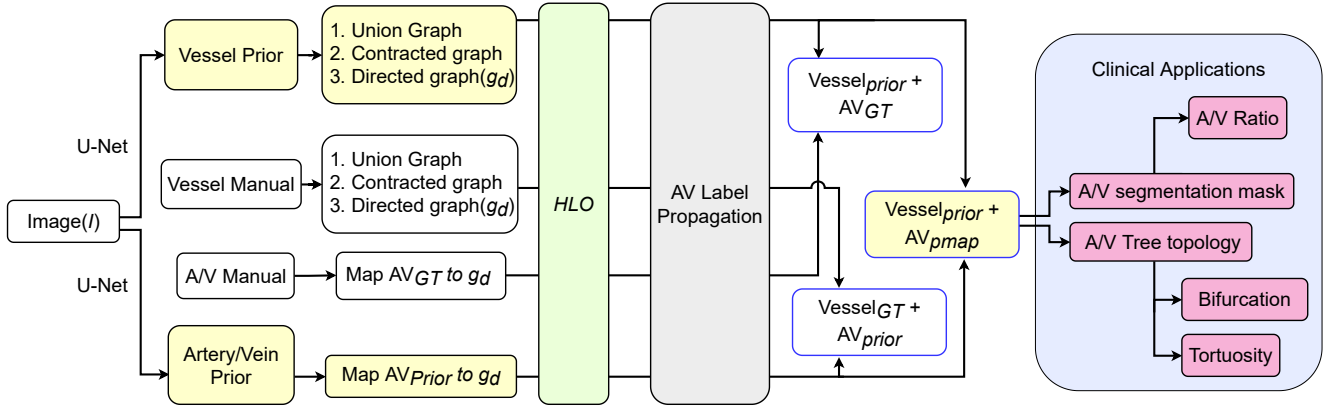 Image(I)
U-Net
U-Net
Vessel Prior
1. Union Graph
2. Contracted graph
3. Directed graph(gd)
Vessel Manual
1. Union Graph
2. Contracted graph
3. Directed graph(gd)
A/V Manual
Map AVGT to gd
Artery/Vein
Prior
Map AVPrior to gd
HLO
AV Label
Propagation
Vesselprior +
AVGT
Vesselprior +
AVpmap
VesselGT +
AVprior
Clinical Applications
A/V Ratio
A/V segmentation mask
A/V Tree topology
Bifurcation
Tortuosity